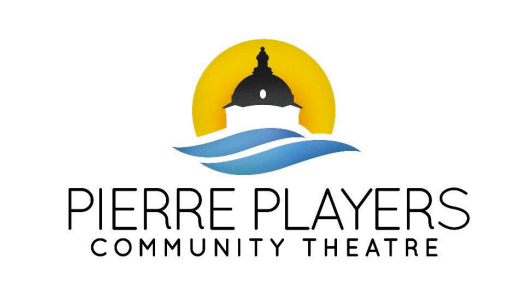 PIERRE PLAYERS
COMMUNITY THEATRE